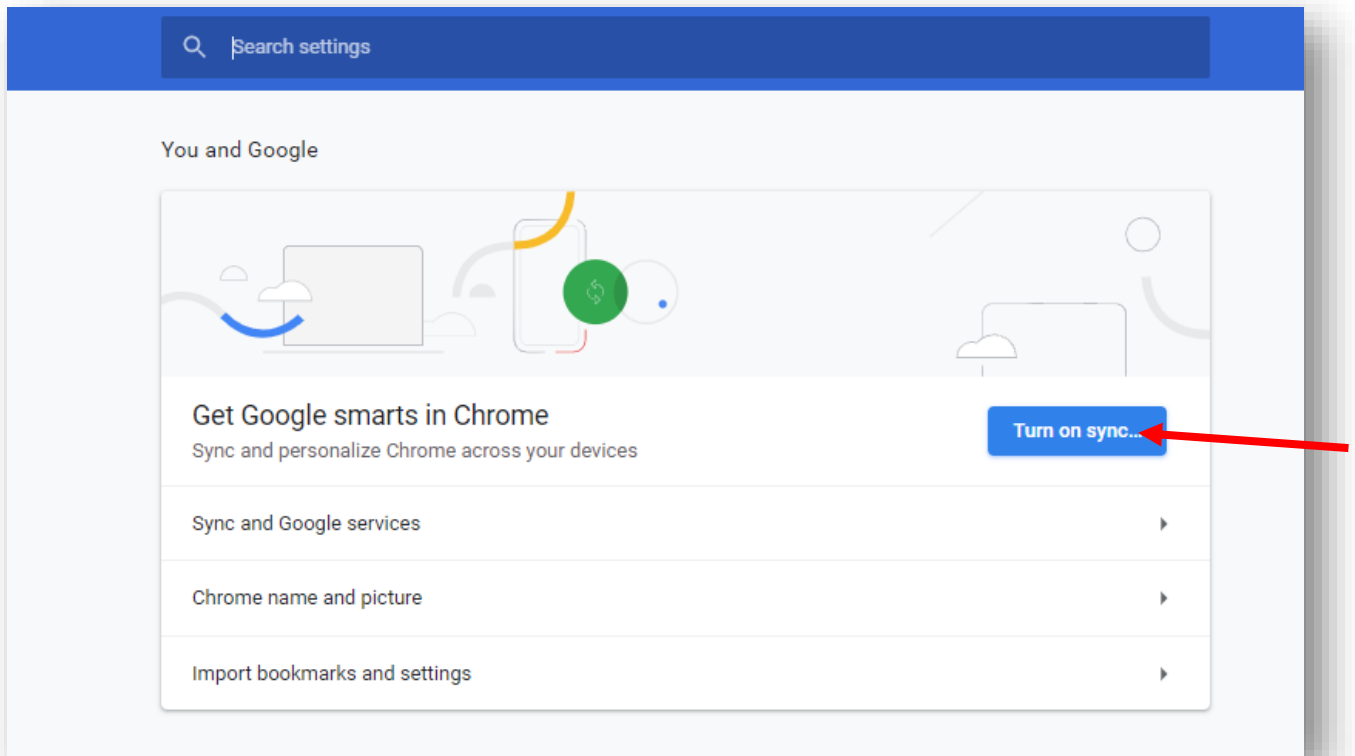 Search settings
You and Google
Get Google smarts in Chrome
Sync and personalize Chrome across your devices
Turn on sync...
Sync and Google services
Chrome name and picture
Import bookmarks and settings